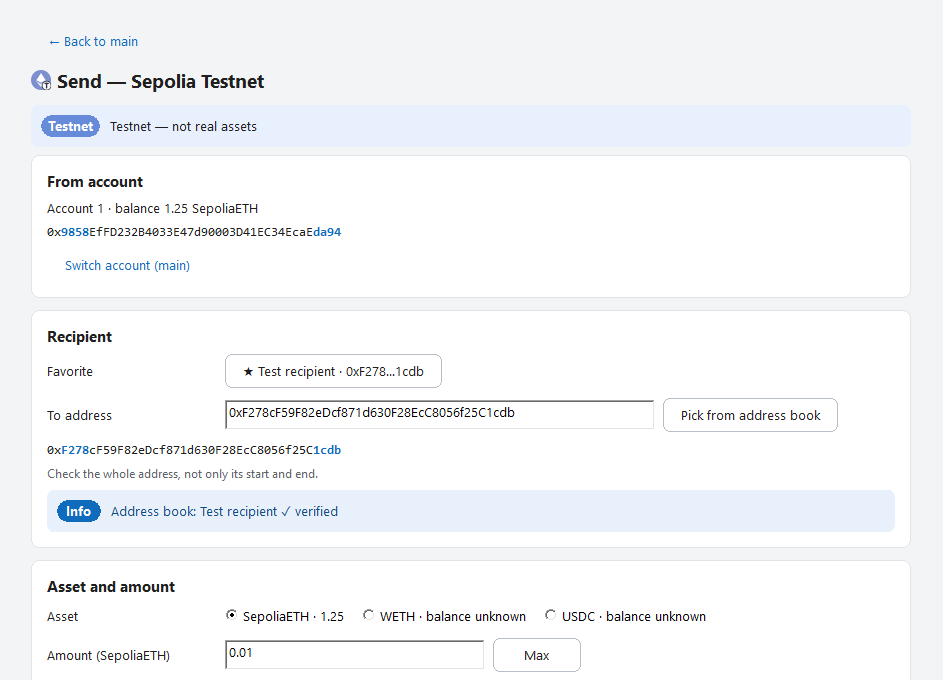 ← Back to main
Send — Sepolia Testnet
Testnet Testnet — not real assets
From account
Account 1 · balance 1.25 SepoliaETH
0x9858EfFD232B4033E47d90003D41EC34EcaEda94
Switch account (main)
Recipient
Favorite ★ Test recipient · 0xF278...1cdb
To address 0xF278cF59F82eDcf871d630F28EcC8056f25C1cdb Pick from address book
0xF278cF59F82eDcf871d630F28EcC8056f25C1cdb
Check the whole address, not only its start and end.
Info Address book: Test recipient ✓ verified
Asset and amount
Asset SepoliaETH · 1.25 WETH · balance unknown USDC · balance unknown
Amount (SepoliaETH) 0.01 Max